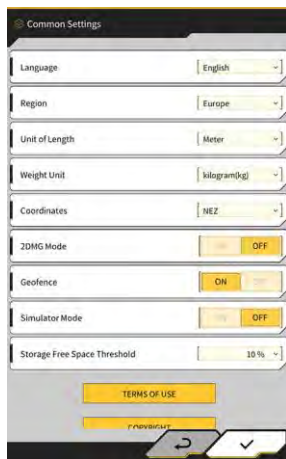 Common Settings
Language English
Region Europe
Unit of Length Meter
Weight Unit kilogram(kg)
Coordinates NEZ
2DMG Mode OFF
Geofence ON
Simulator Mode OFF
Storage Free Space Threshold 10 %
TERMS OF USE
COPYRIGHT